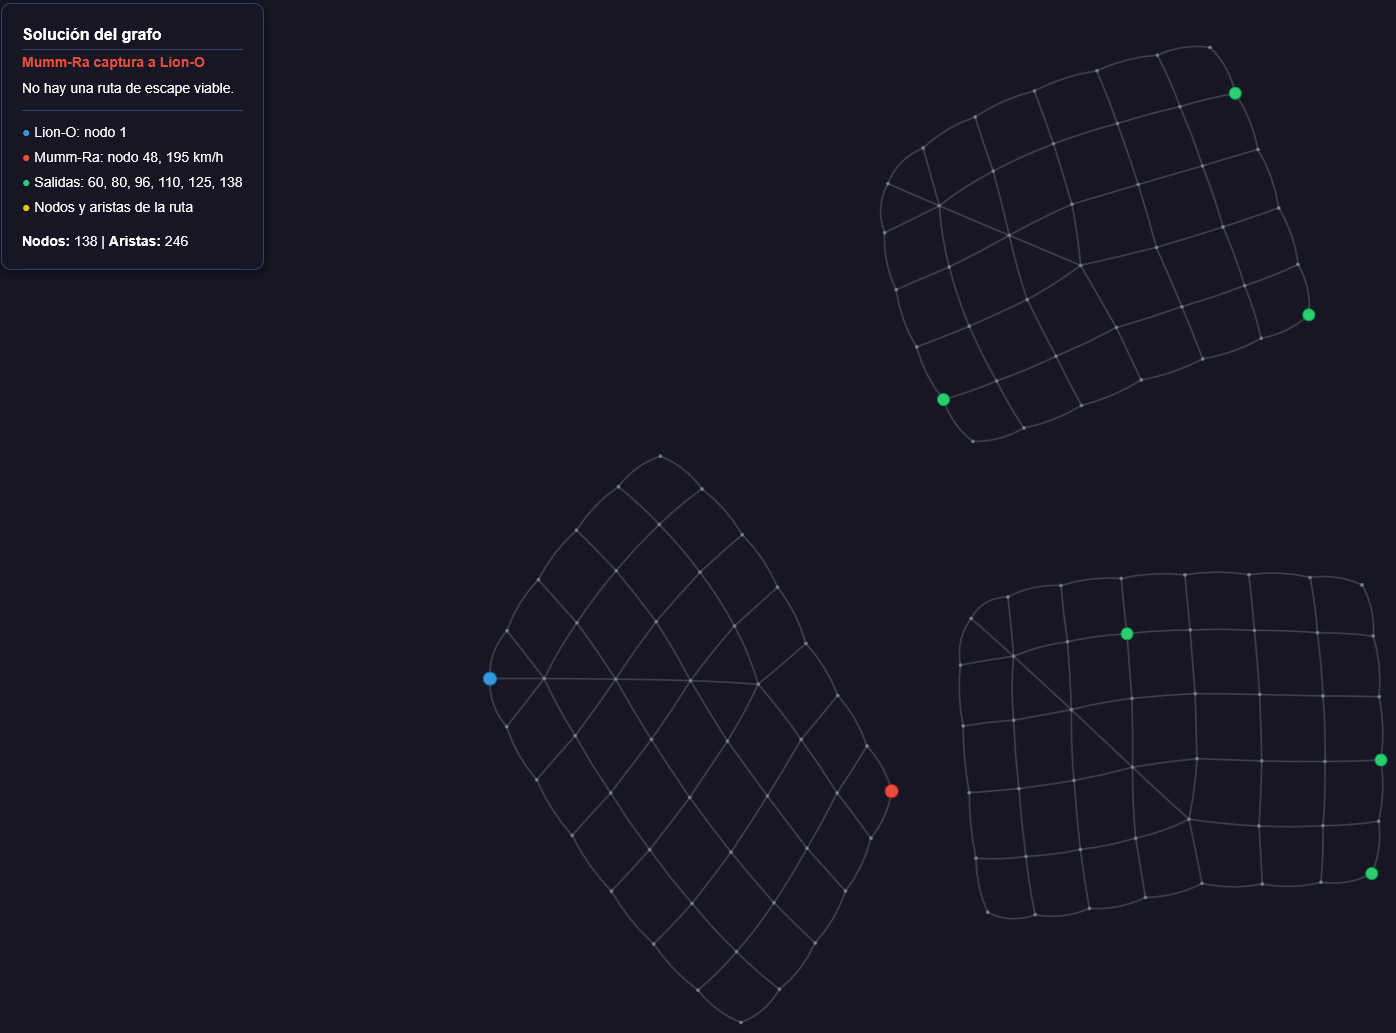 Solución del grafo
Mumm-Ra captura a Lion-O
No hay una ruta de escape viable.
Lion-O: nodo 1
Mumm-Ra: nodo 48, 195 km/h
Salidas: 60, 80, 96, 110, 125, 138
Nodos y aristas de la ruta
Nodos: 138 | Aristas: 246